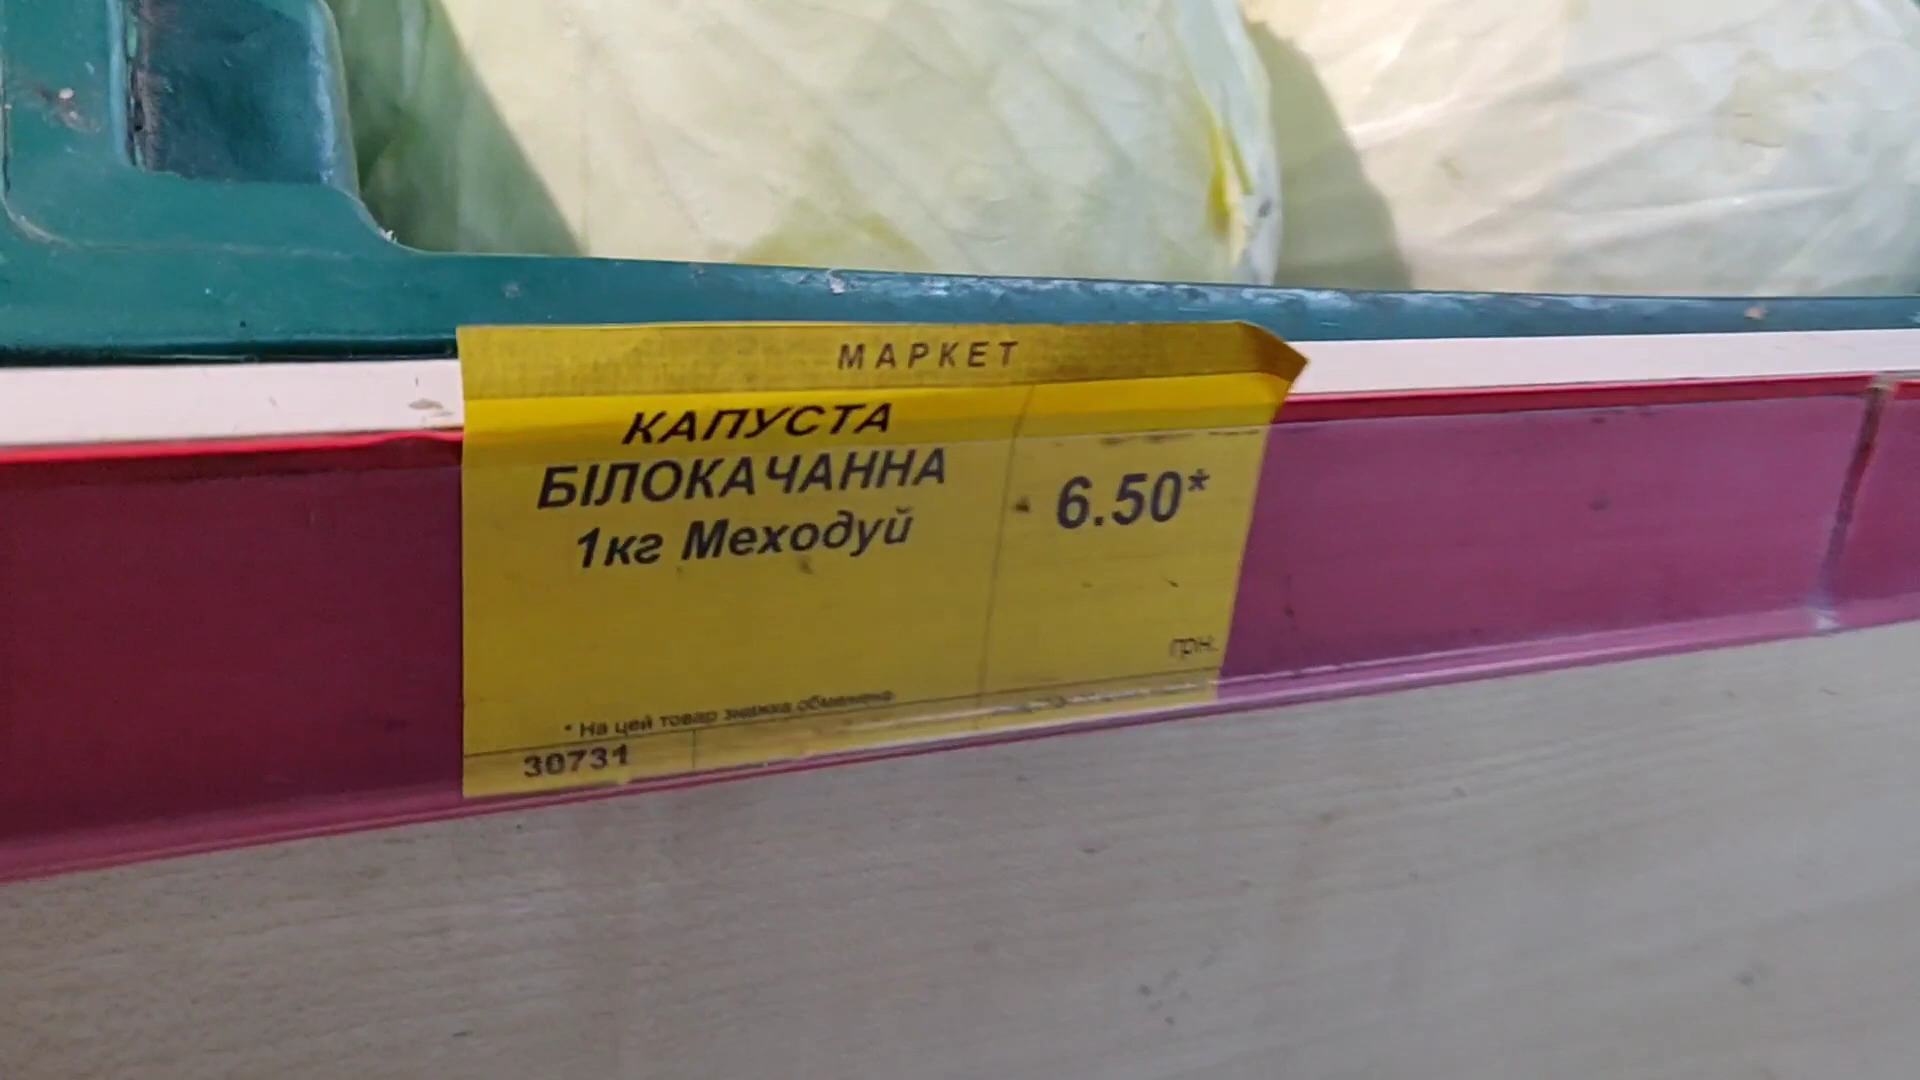 МАРКЕТ
КАПУСТА
БІЛОКАЧАННА
1кг Меходуй
6.50*
грн.
* На цей товар знижка обмежена
30731